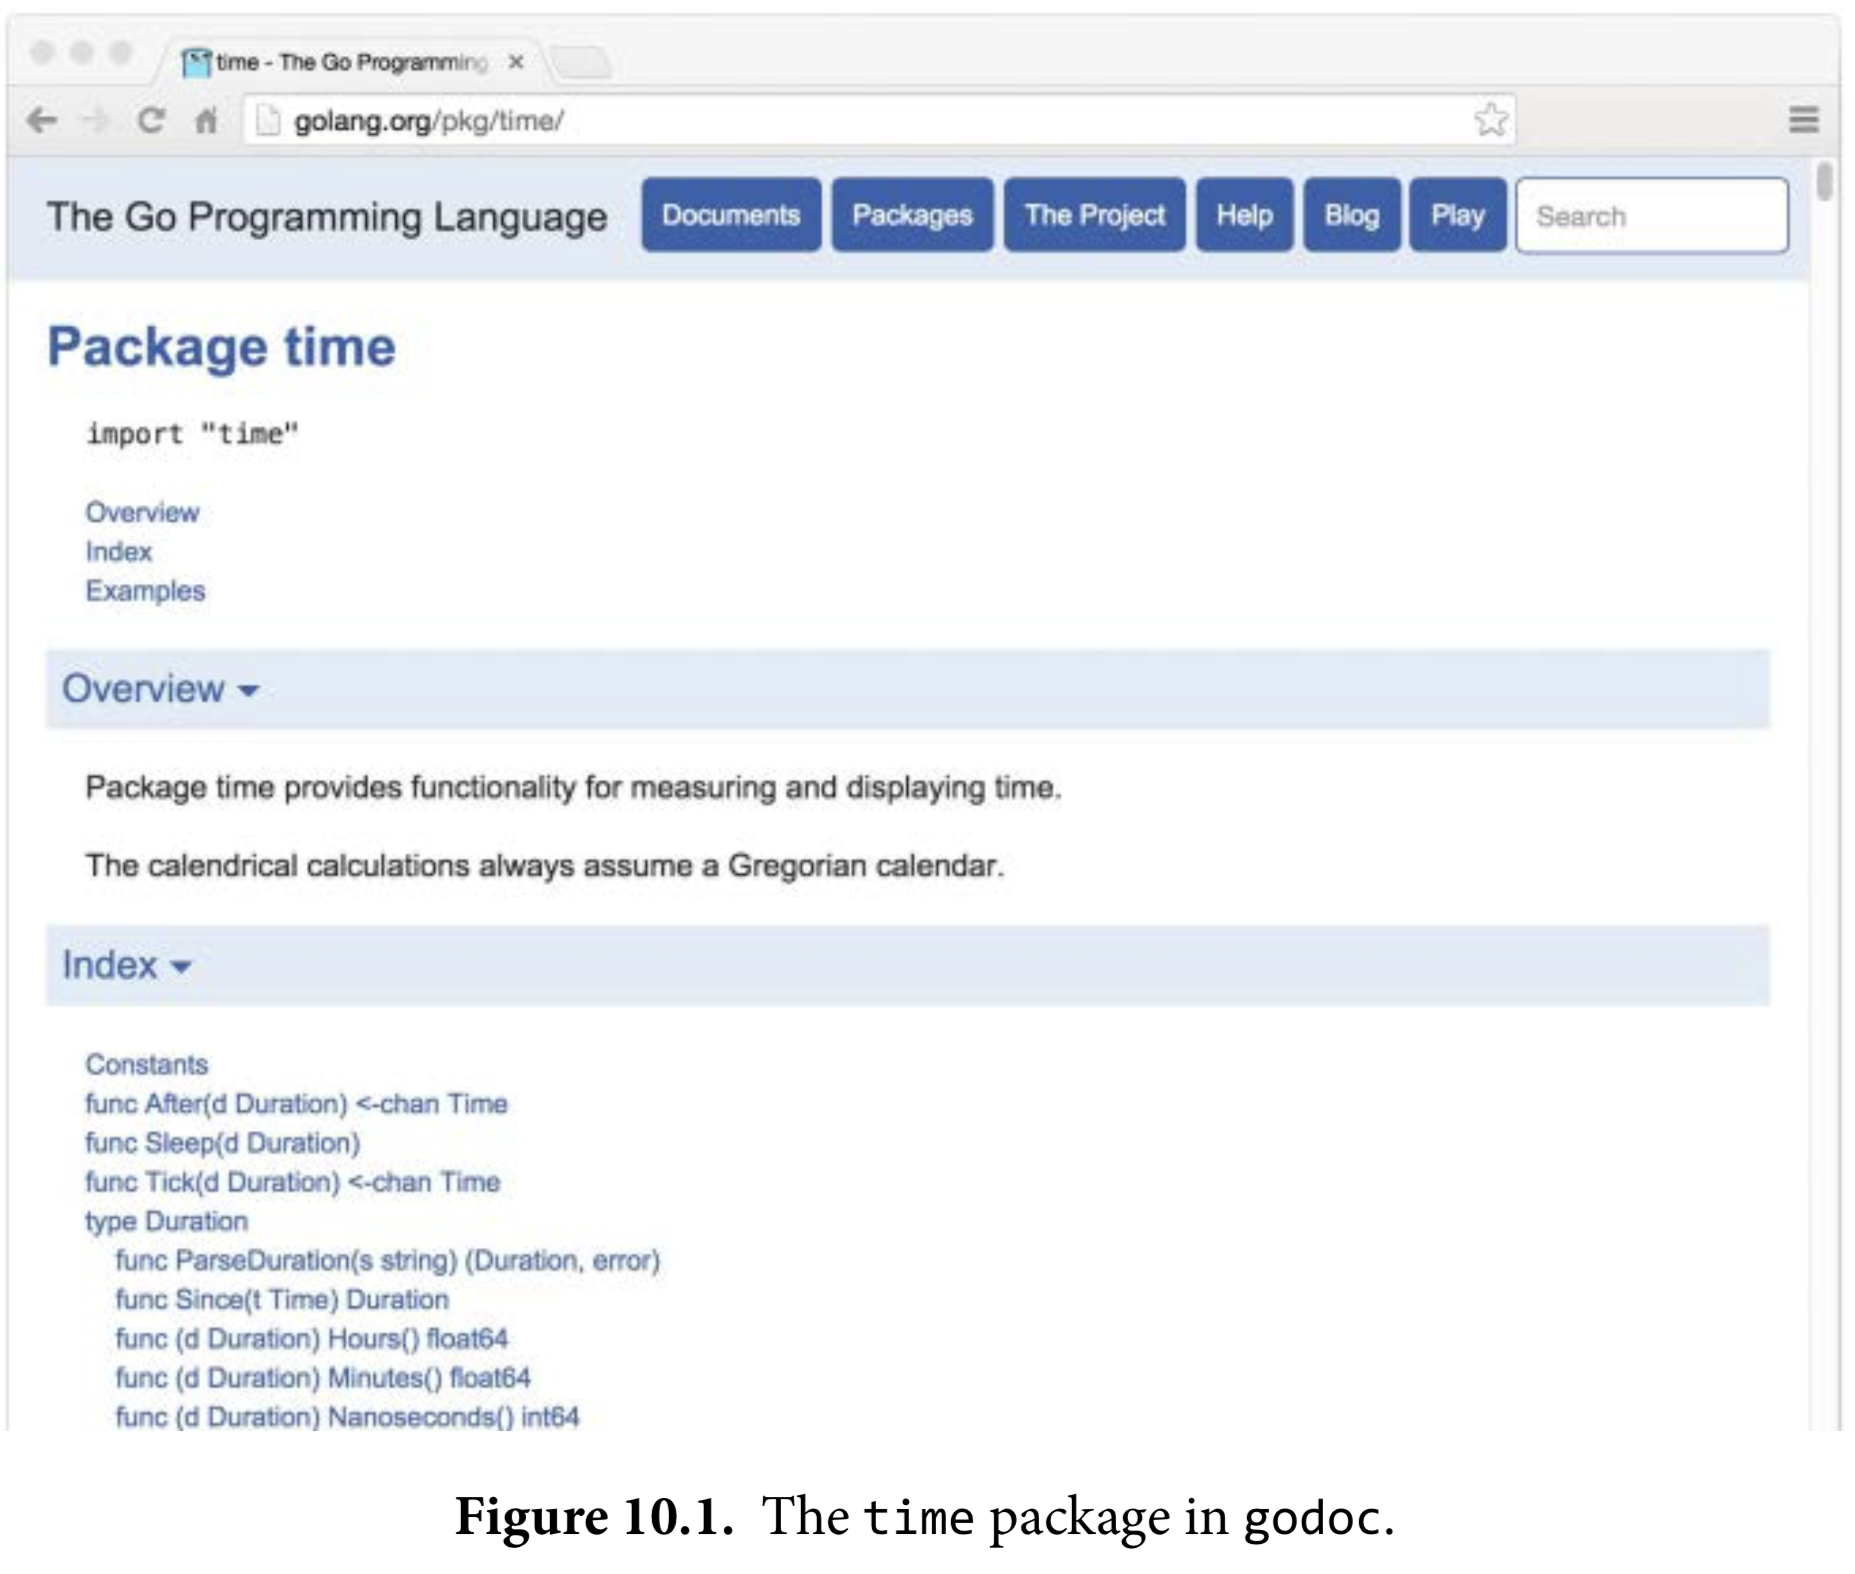 time - The Go Programming
golang.org/pkg/time/
The Go Programming Language Documents Packages The Project Help Blog Play Search
Package time
import "time"
Overview
Index
Examples
Overview
Package time provides functionality for measuring and displaying time.
The calendrical calculations always assume a Gregorian calendar.
Index
Constants
func After(d Duration) <-chan Time
func Sleep(d Duration)
func Tick(d Duration) <-chan Time
type Duration
func ParseDuration(s string) (Duration, error)
func Since(t Time) Duration
func (d Duration) Hours() float64
func (d Duration) Minutes() float64
func (d Duration) Nanoseconds() int64
Figure 10.1. The time package in godoc.